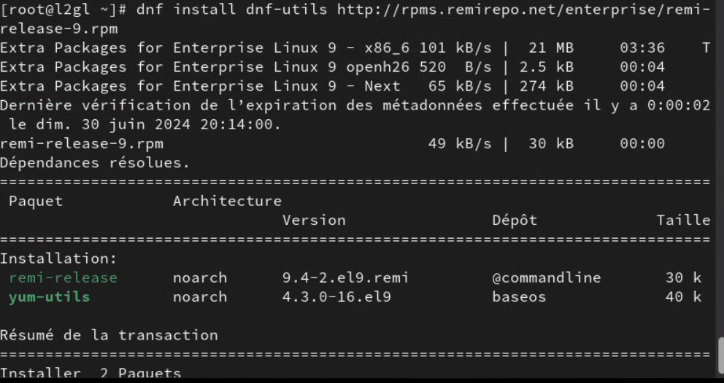 [root@l2gl ~]# dnf install dnf-utils http://rpms.remirepo.net/enterprise/remi-
release-9.rpm
Extra Packages for Enterprise Linux 9 - x86_6 101 kB/s |  21 MB     03:36    T
Extra Packages for Enterprise Linux 9 openh26 520  B/s | 2.5 kB     00:04
Extra Packages for Enterprise Linux 9 - Next   65 kB/s | 274 kB     00:04
Dernière vérification de l’expiration des métadonnées effectuée il y a 0:00:02
 le dim. 30 juin 2024 20:14:00.
remi-release-9.rpm                             49 kB/s |  30 kB     00:00
Dépendances résolues.
================================================================================
 Paquet            Architecture
                               Version                Dépôt             Taille
================================================================================
Installation:
 remi-release      noarch      9.4-2.el9.remi         @commandline       30 k
 yum-utils         noarch      4.3.0-16.el9           baseos             40 k

Résumé de la transaction
================================================================================
Installer  2 Paquets